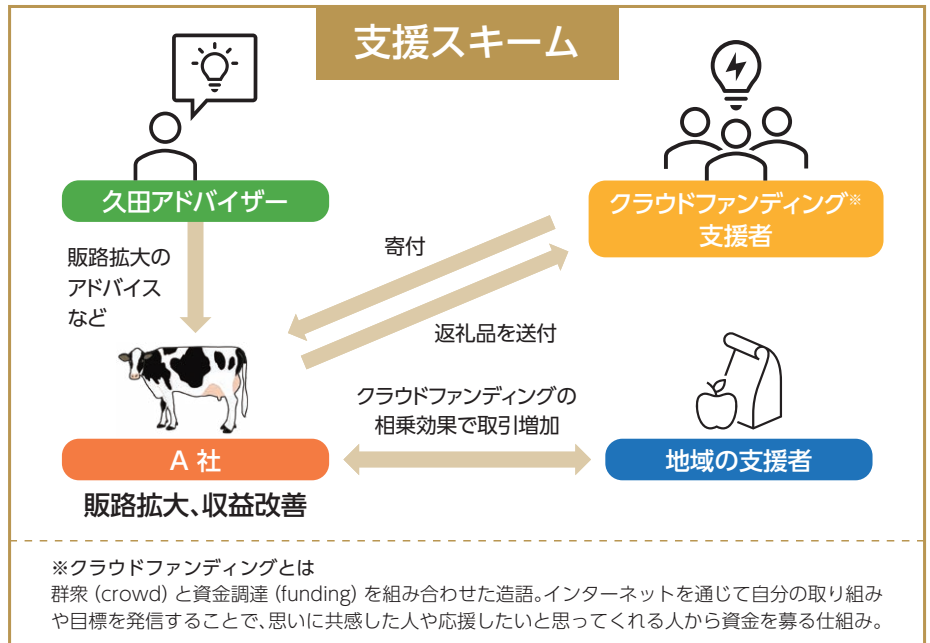 支援スキーム
久田アドバイザー
クラウドファンディング※
支援者
販路拡大の
アドバイス
など
寄付
返礼品を送付
クラウドファンディングの
相乗効果で取引増加
A 社
地域の支援者
販路拡大、収益改善
※クラウドファンディングとは
群衆 (crowd) と資金調達 (funding) を組み合わせた造語。インターネットを通じて自分の取り組み
や目標を発信することで、思いに共感した人や応援したいと思ってくれる人から資金を募る仕組み。